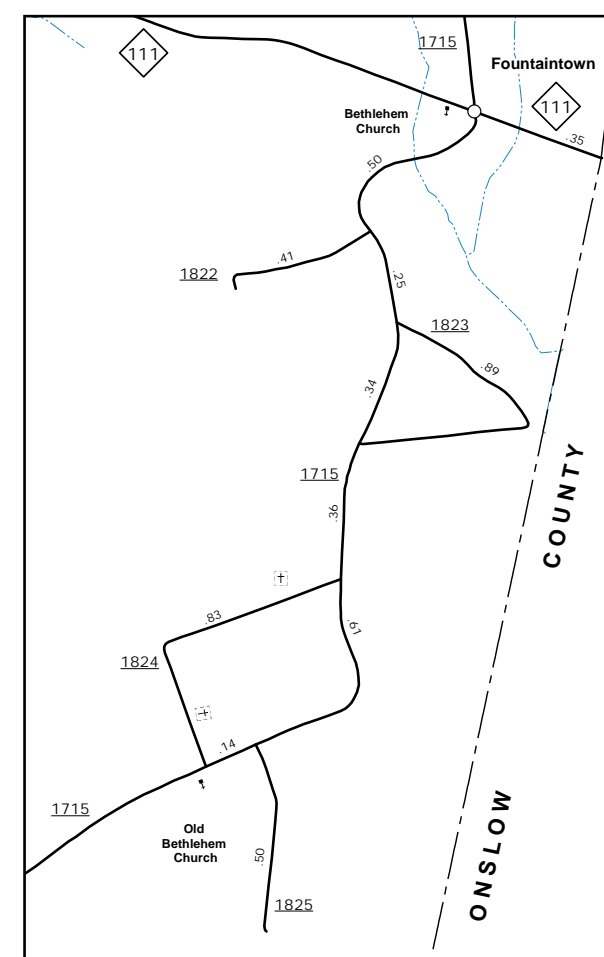 1715
111
Fountaintown
111
Bethlehem
Church
.35
.50
.41
1822
.25
1823
.89
.34
1715
.36
COUNTY
.83
.61
1824
.14
1715
Old
Bethlehem
Church
.50
ONSLOW
1825